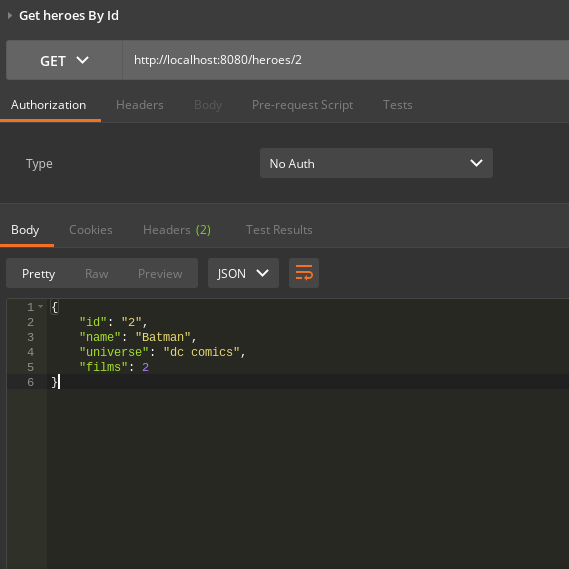 Get heroes By Id
GET http://localhost:8080/heroes/2
Authorization Headers Body Pre-request Script Tests
Type No Auth
Body Cookies Headers (2) Test Results
Pretty Raw Preview JSON
1 {
2 "id": "2",
3 "name": "Batman",
4 "universe": "dc comics",
5 "films": 2
6 }